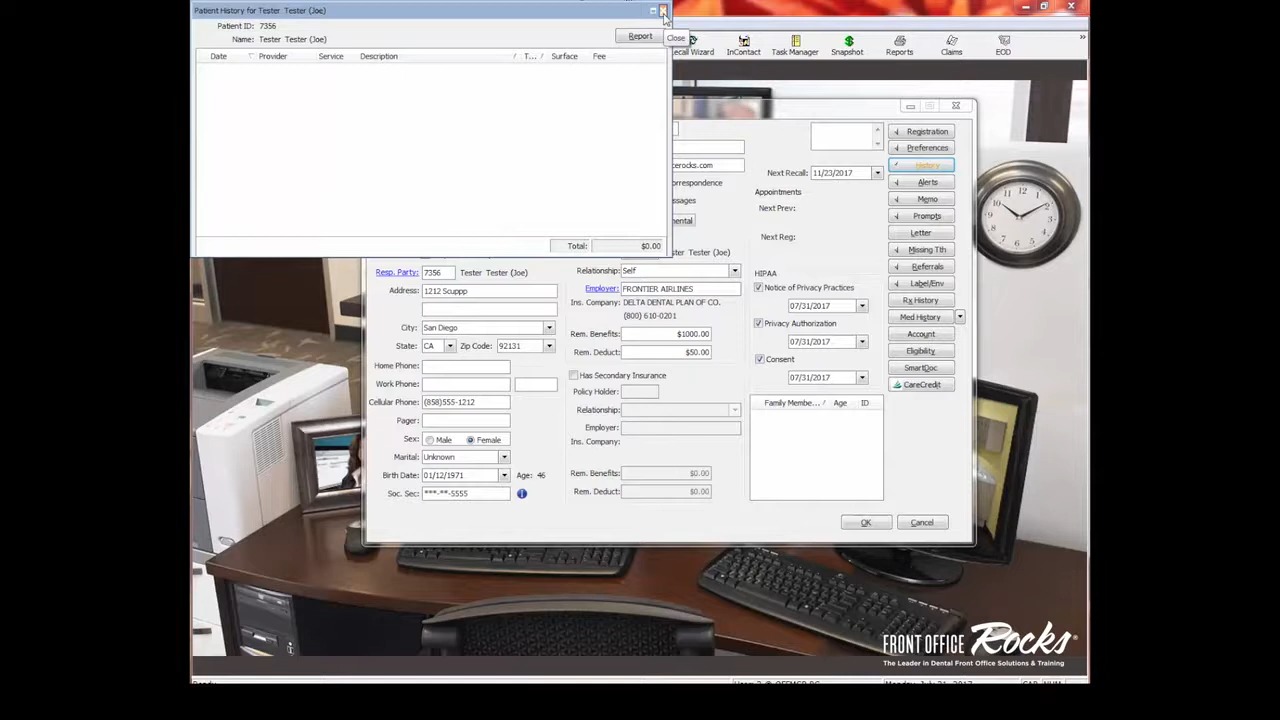 Patient History for Tester Tester (Joe)
Patient ID: 7356
Name: Tester Tester (Joe)
Report
Close
Date Provider Service Description T... Surface Fee
Total: $0.00
Recall Wizard InContact Task Manager Snapshot Reports Claims EOD
cerocks.com
Next Recall: 11/23/2017
Appointments
Next Prev:
Next Reg:
Tester (Joe)
Resp. Party: 7356 Tester Tester (Joe)
Address: 1212 Scuppp
City: San Diego
State: CA Zip Code: 92131
Home Phone:
Work Phone:
Cellular Phone: (858)555-1212
Pager:
Sex: Male Female
Marital: Unknown
Birth Date: 01/12/1971 Age: 46
Soc. Sec: ***-**-5555
Relationship: Self
Employer: FRONTIER AIRLINES
Ins. Company: DELTA DENTAL PLAN OF CO.
(800) 610-0201
Rem. Benefits: $1000.00
Rem. Deduct: $50.00
Has Secondary Insurance
Policy Holder:
Relationship:
Employer:
Ins. Company:
Rem. Benefits: $0.00
Rem. Deduct: $0.00
HIPAA
Notice of Privacy Practices
07/31/2017
Privacy Authorization
07/31/2017
Consent
07/31/2017
Family Membe... Age ID
OK Cancel
Registration
Preferences
History
Alerts
Memo
Prompts
Letter
Missing Tth
Referrals
Label/Env
Rx History
Med History
Account
Eligibility
SmartDoc
CareCredit
FRONT OFFICE Rocks®
The Leader in Dental Front Office Solutions & Training